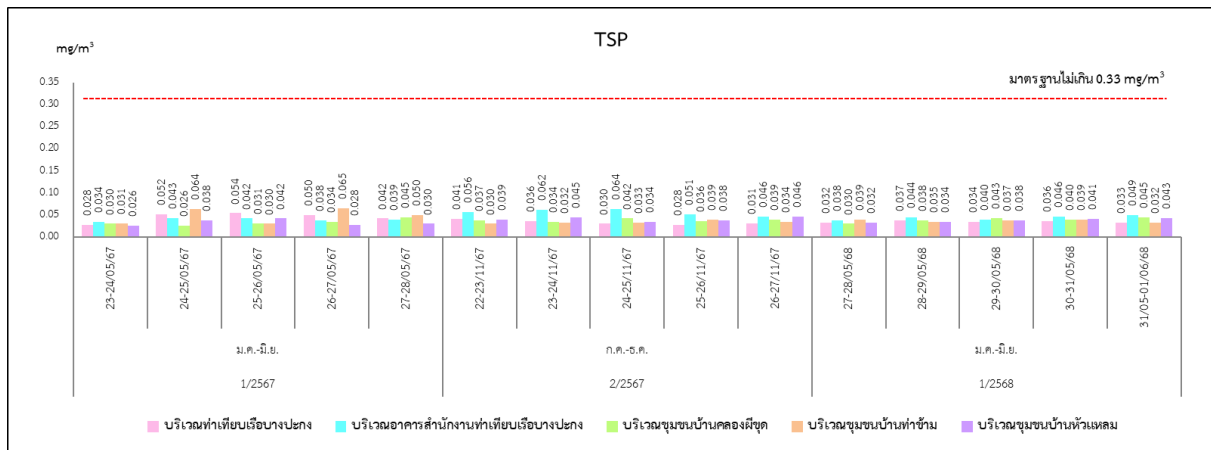 TSP
mg/m³
มาตรฐานไม่เกิน 0.33 mg/m³
0.35
0.30
0.25
0.20
0.15
0.10
0.05
0.00
0.028 0.034 0.030 0.031 0.026
0.052 0.043 0.026 0.064 0.038
0.054 0.042 0.031 0.030 0.042
0.050 0.038 0.034 0.065 0.028
0.042 0.039 0.045 0.050 0.030
0.041 0.056 0.037 0.030 0.039
0.036 0.062 0.034 0.032 0.045
0.030 0.064 0.042 0.033 0.034
0.028 0.051 0.036 0.039 0.038
0.031 0.046 0.039 0.034 0.046
0.032 0.038 0.030 0.039 0.032
0.037 0.044 0.038 0.035 0.034
0.034 0.040 0.043 0.037 0.038
0.036 0.046 0.040 0.039 0.041
0.033 0.049 0.045 0.032 0.043
23-24/05/67
24-25/05/67
25-26/05/67
26-27/05/67
27-28/05/67
22-23/11/67
23-24/11/67
24-25/11/67
25-26/11/67
26-27/11/67
27-28/05/68
28-29/05/68
29-30/05/68
30-31/05/68
31/05-01/06/68
ม.ค.-มิ.ย. ก.ค.-ธ.ค. ม.ค.-มิ.ย.
1/2567 2/2567 1/2568
บริเวณท่าเทียบเรือบางปะกง บริเวณอาคารสำนักงานท่าเทียบเรือบางปะกง บริเวณชุมชนบ้านคลองผีขุด บริเวณชุมชนบ้านท่าข้าม บริเวณชุมชนบ้านหัวแหลม